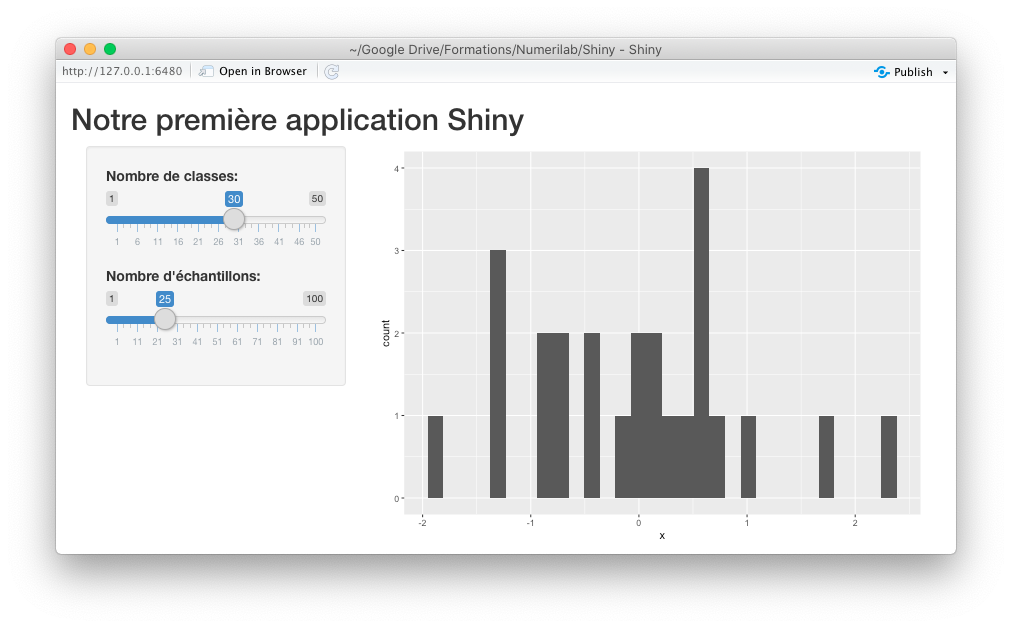 ~/Google Drive/Formations/Numerilab/Shiny - Shiny
http://127.0.0.1:6480 Open in Browser Publish
Notre première application Shiny
Nombre de classes:
1 30 50
1 6 11 16 21 26 31 36 41 46 50
Nombre d'échantillons:
1 25 100
1 11 21 31 41 51 61 71 81 91 100
4
3
2
1
0
count
-2 -1 0 1 2
x